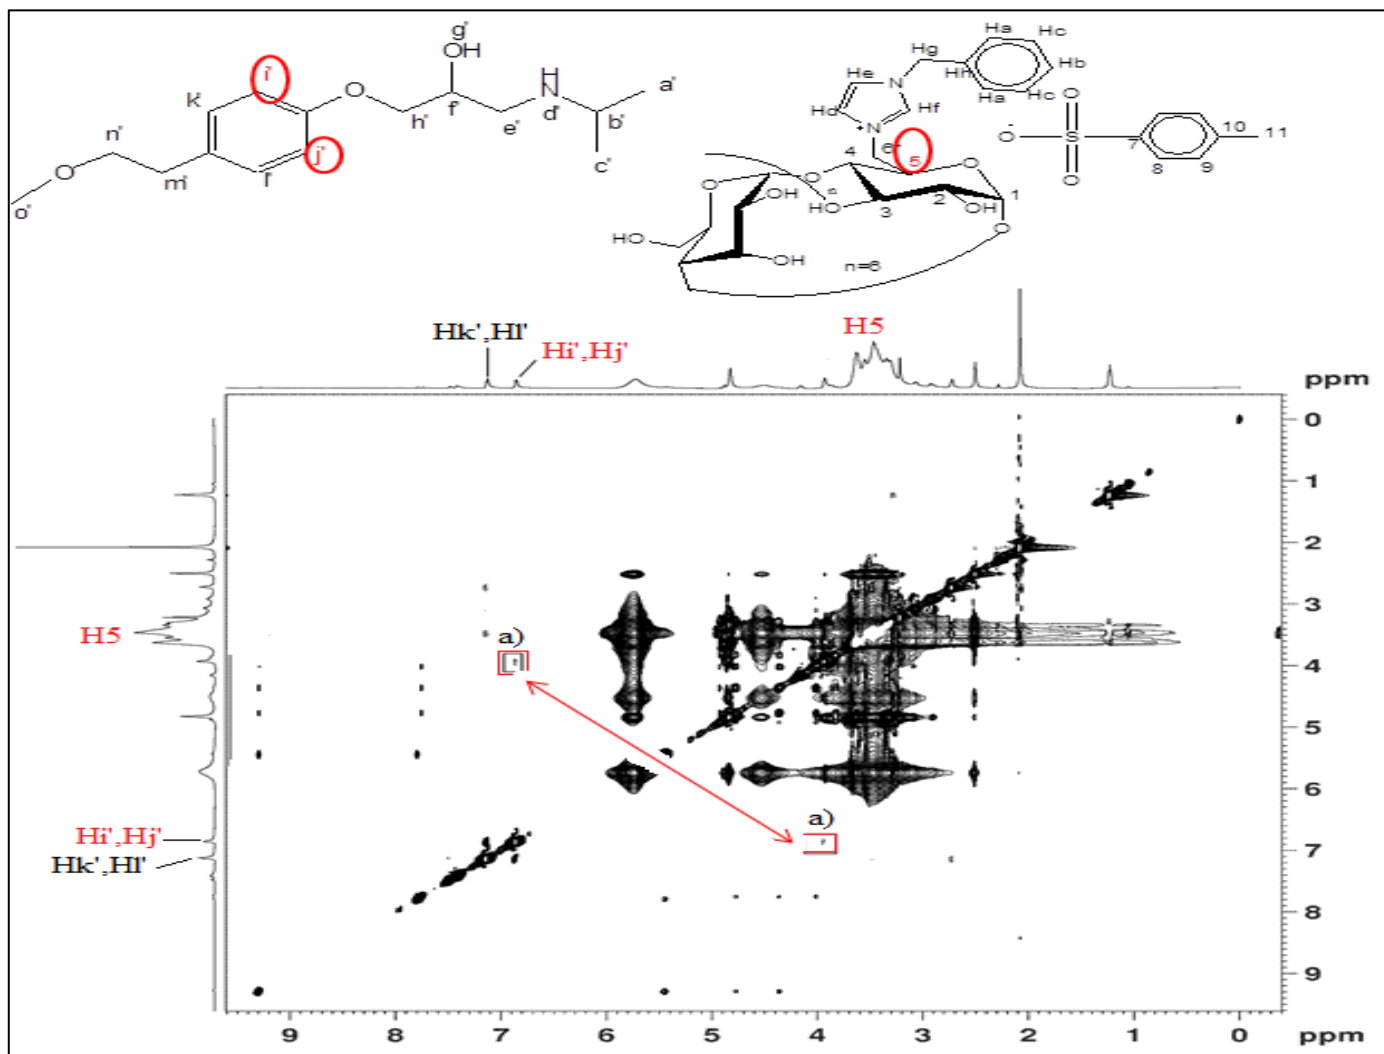 g'
OH
i'
k'
O
h'
f'
e'
H
N
d'
a'
b'
c'
n'
j'
l'
m'
O
o'
Ha
Hc
Hg
Hb
Hh
Ha
Hc
He
N
Hd
Hf
N
+
O
-
S
O
O
10
11
7
8
9
6
5
4
O
O
O
OH
n
HO
3
2
OH
1
O
HO
OH
n=6
Hk',Hl'
Hi',Hj'
H5
ppm
0
1
2
3
4
5
6
7
8
9
H5
a)
a)
Hi',Hj'
Hk',Hl'
9 8 7 6 5 4 3 2 1 0 ppm